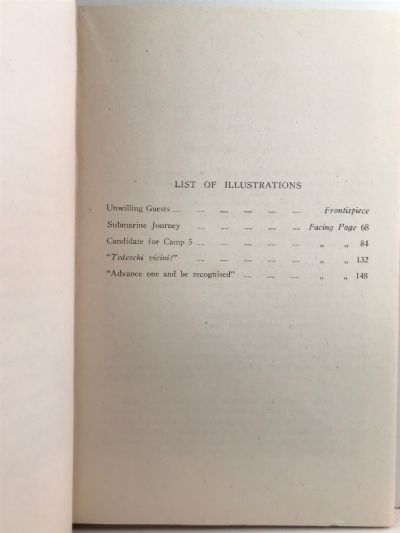 LIST OF ILLUSTRATIONS
Unwilling Guests .... .... .... .... .... .... Frontispiece
Submarine Journey .... .... .... .... .... Facing Page 68
Candidate for Camp 5 .... .... .... .... .... „ „ 84
"Tedeschi vicini!" .... .... .... .... .... „ „ 132
"Advance one and be recognised" .... .... .... „ „ 148